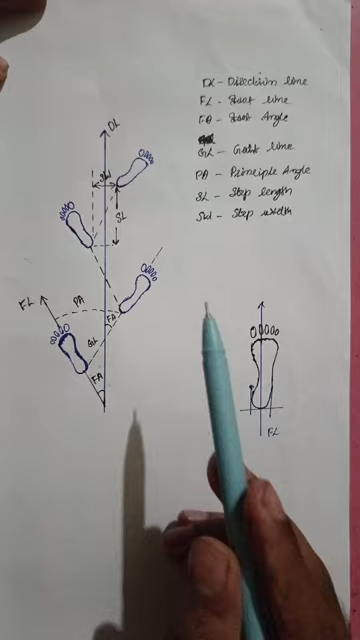 DL - Direction line
FL - Foot line
FA - Foot Angle
GL - Gait line
PA - Principle Angle
SL - Step length
SW - Step width
DL
SW
SL
FL
PA
FA
GL
FA
FL